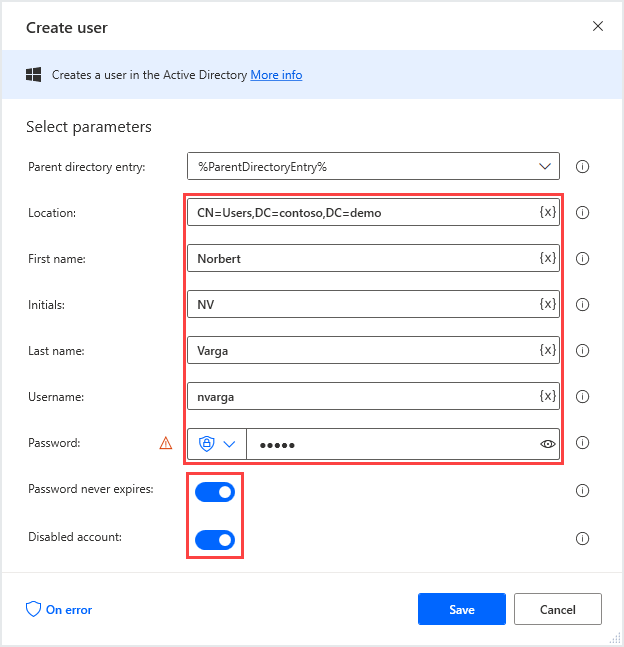 Create user
Creates a user in the Active Directory More info
Select parameters
Parent directory entry: %ParentDirectoryEntry%
Location: CN=Users,DC=contoso,DC=demo {x}
First name: Norbert {x}
Initials: NV {x}
Last name: Varga {x}
Username: nvarga {x}
Password: •••••
Password never expires:
Disabled account:
On error Save Cancel